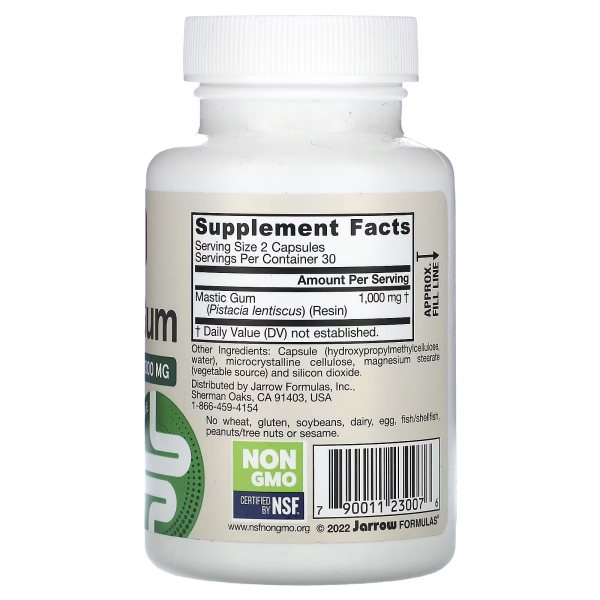 Supplement Facts
Serving Size 2 Capsules
Servings Per Container 30
Amount Per Serving
Mastic Gum 1,000 mg †
(Pistacia lentiscus) (Resin)
† Daily Value (DV) not established.
APPROX.
FILL LINE
Other Ingredients: Capsule (hydroxypropylmethylcellulose,
water), microcrystalline cellulose, magnesium stearate
(vegetable source) and silicon dioxide.
Distributed by Jarrow Formulas, Inc.,
Sherman Oaks, CA 91403, USA
1-866-459-4154
No wheat, gluten, soybeans, dairy, egg, fish/shellfish,
peanuts/tree nuts or sesame.
um
00 MG
NON
GMO
CERTIFIED
BY NSF
www.nsfnongmo.org
7 90011 23007 6
© 2022 Jarrow FORMULAS®